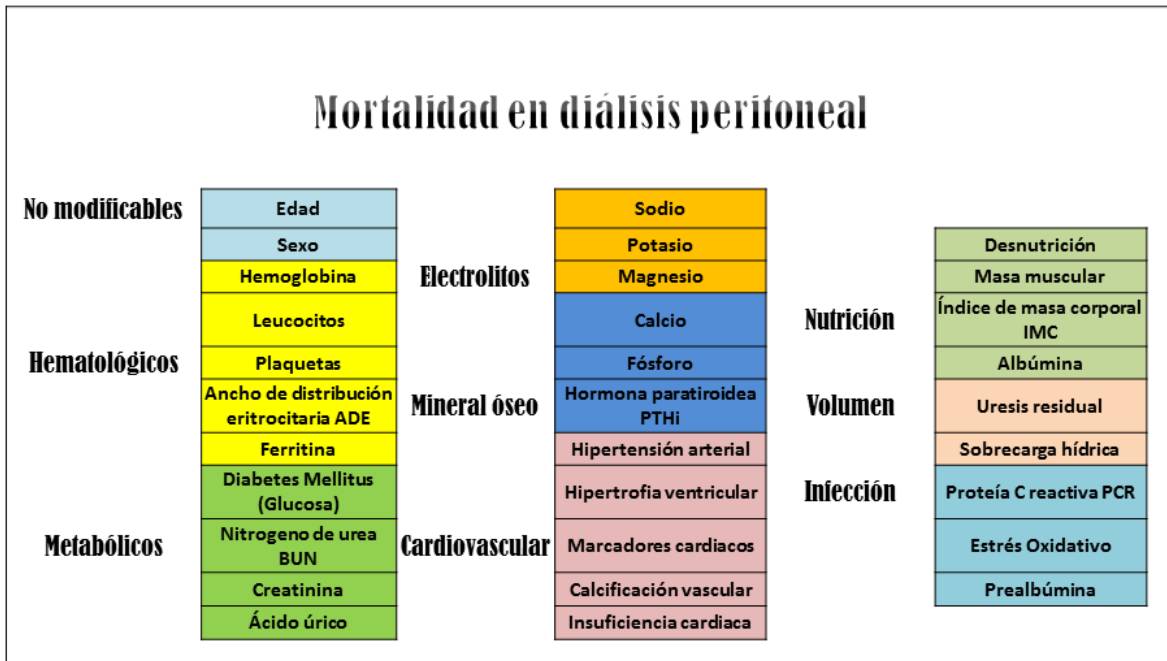 Mortalidad en diálisis peritoneal
No modificables
Edad
Sexo
Hematológicos
Hemoglobina
Leucocitos
Plaquetas
Ancho de distribución
eritrocitaria ADE
Ferritina
Metabólicos
Diabetes Mellitus
(Glucosa)
Nitrogeno de urea
BUN
Creatinina
Ácido úrico
Electrolitos
Sodio
Potasio
Magnesio
Mineral óseo
Calcio
Fósforo
Hormona paratiroidea
PTHi
Cardiovascular
Hipertensión arterial
Hipertrofia ventricular
Marcadores cardiacos
Calcificación vascular
Insuficiencia cardiaca
Nutrición
Desnutrición
Masa muscular
Índice de masa corporal
IMC
Albúmina
Volumen
Uresis residual
Sobrecarga hídrica
Infección
Proteía C reactiva PCR
Estrés Oxidativo
Prealbúmina